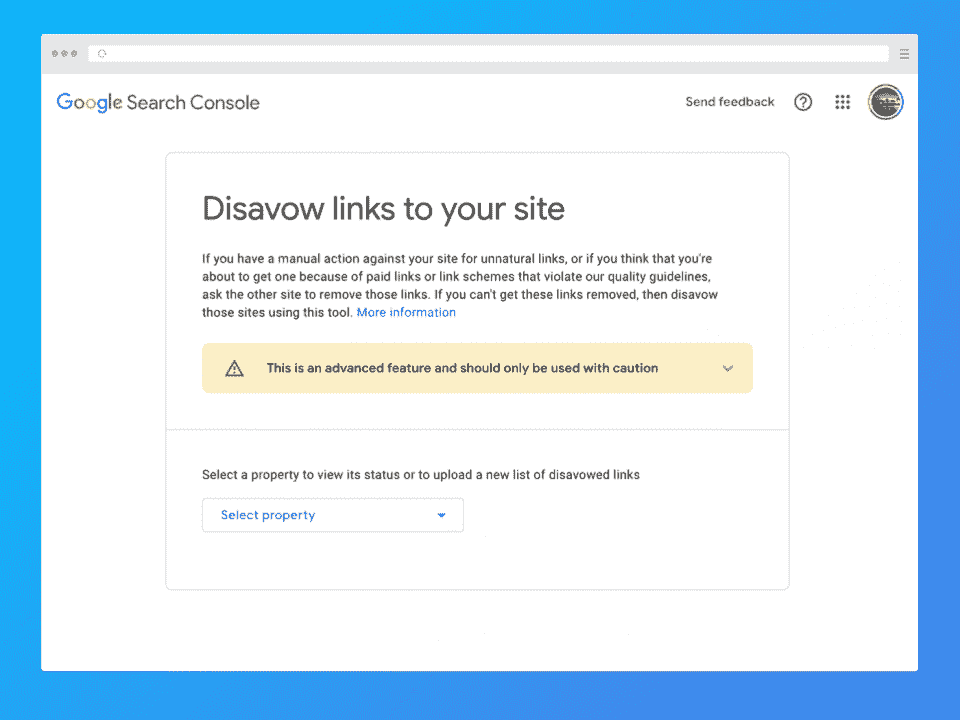 Google Search Console
Send feedback
Disavow links to your site
If you have a manual action against your site for unnatural links, or if you think that you're
about to get one because of paid links or link schemes that violate our quality guidelines,
ask the other site to remove those links. If you can't get these links removed, then disavow
those sites using this tool. More information
This is an advanced feature and should only be used with caution
Select a property to view its status or to upload a new list of disavowed links
Select property